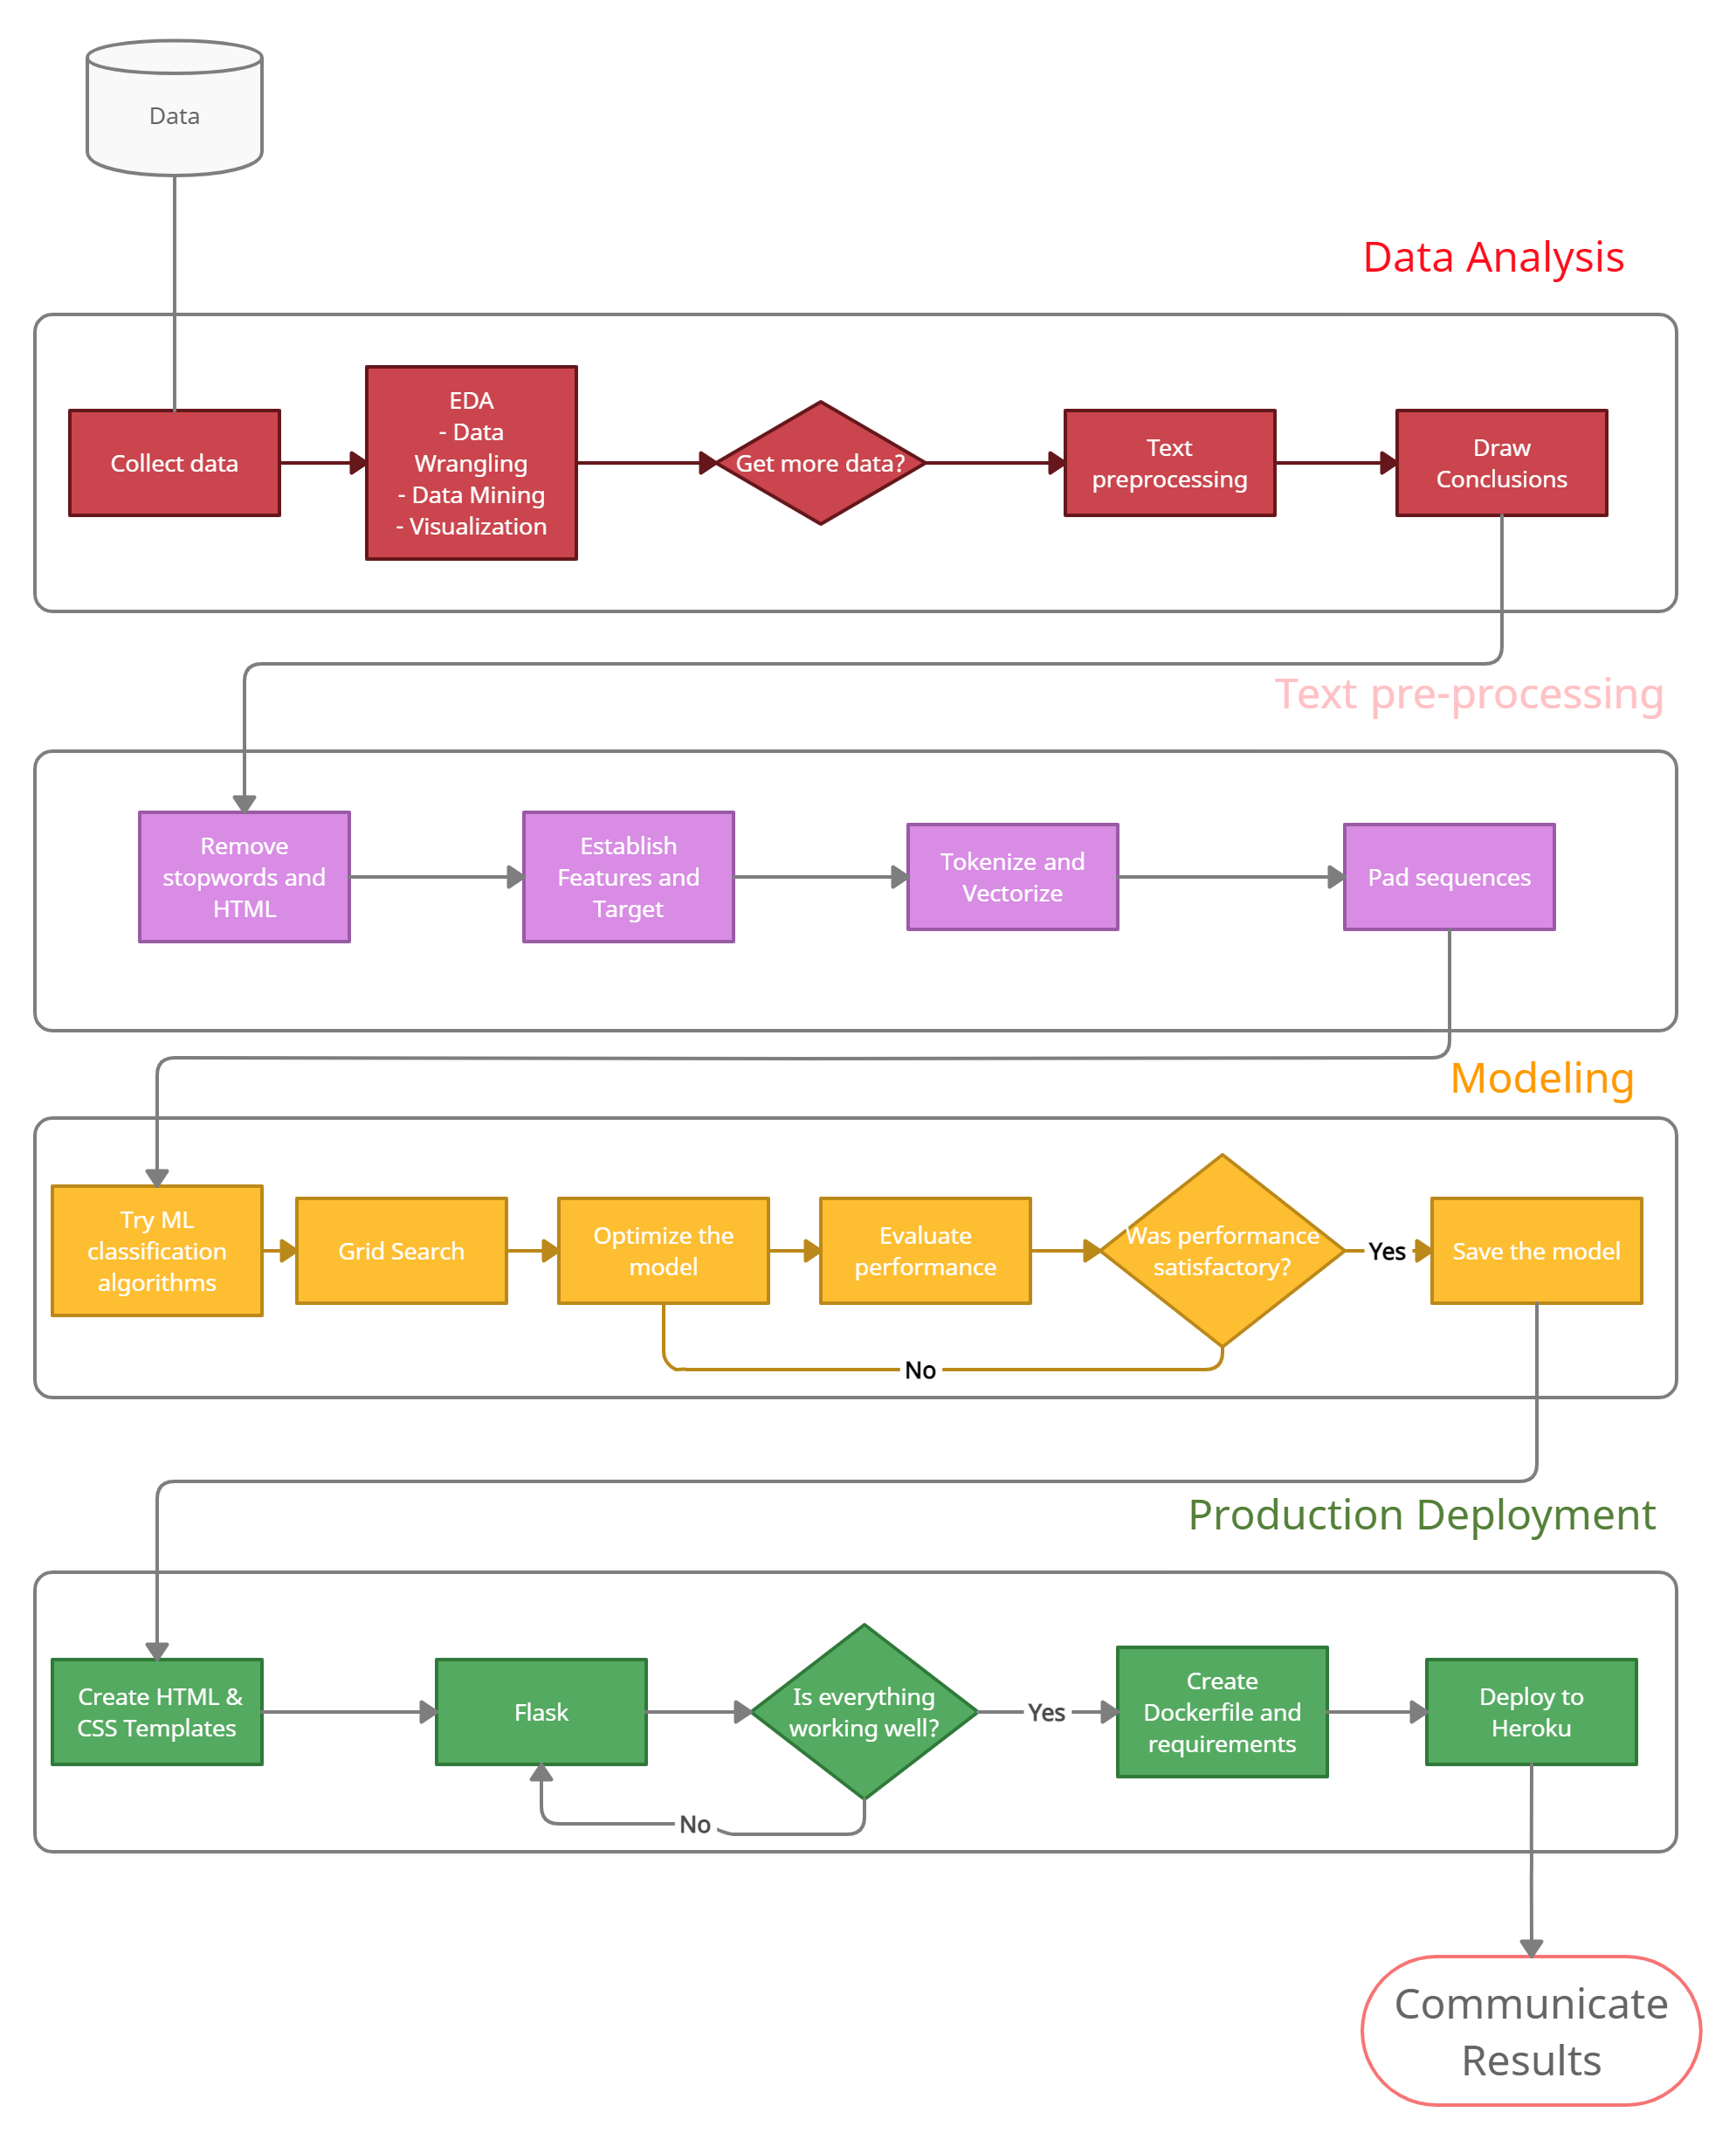 Data
Data Analysis
Collect data
EDA
- Data
Wrangling
- Data Mining
- Visualization
Get more data?
Text
preprocessing
Draw
Conclusions
Text pre-processing
Remove
stopwords and
HTML
Establish
Features and
Target
Tokenize and
Vectorize
Pad sequences
Modeling
Try ML
classification
algorithms
Grid Search
Optimize the
model
Evaluate
performance
Was performance
satisfactory?
Yes
Save the model
No
Production Deployment
Create HTML &
CSS Templates
Flask
Is everything
working well?
Yes
Create
Dockerfile and
requirements
Deploy to
Heroku
No
Communicate
Results